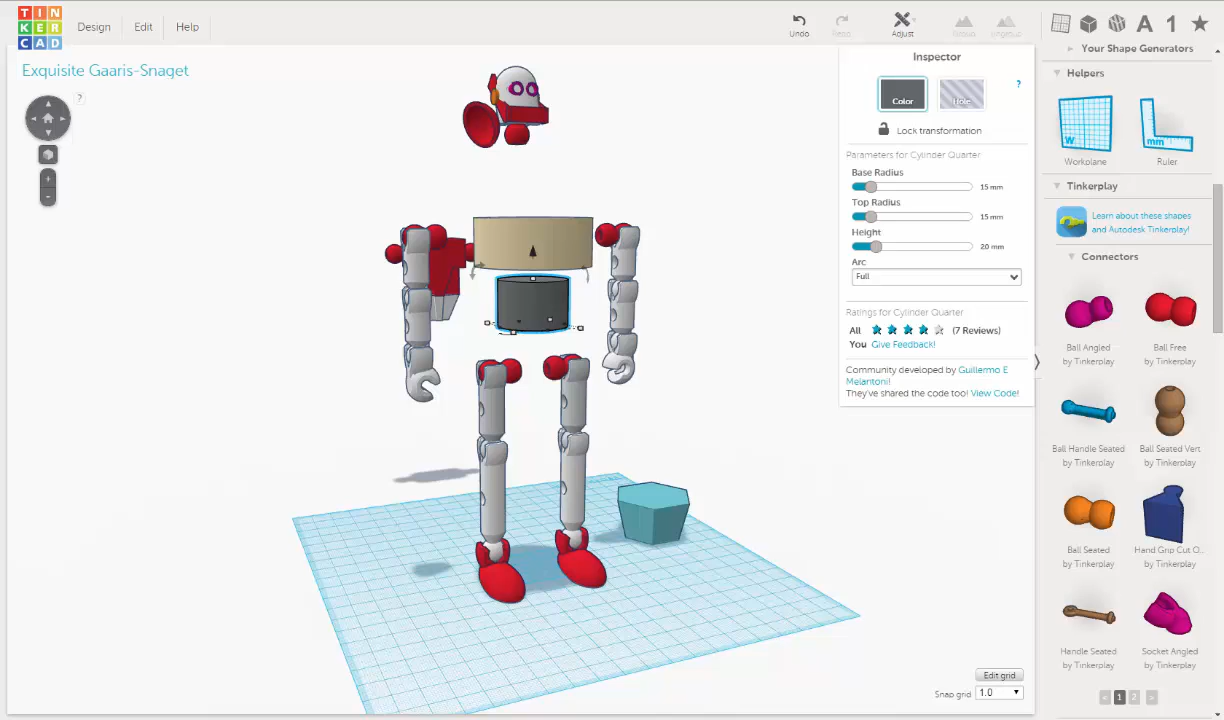 TIN
KER
CAD
Design
Edit
Help
Undo
Redo
Adjust
Group
Ungroup
Exquisite Gaaris-Snaget
?
Inspector
?
Color
Hole
Lock transformation
Parameters for Cylinder Quarter
Base Radius
15 mm
Top Radius
15 mm
Height
20 mm
Arc
Full
Ratings for Cylinder Quarter
All
(7 Reviews)
You Give Feedback!
Community developed by Guillermo E
Melantoni!
They've shared the code too! View Code!
Your Shape Generators
Helpers
W
mm
Workplane
Ruler
Tinkerplay
Learn about these shapes
and Autodesk Tinkerplay!
Connectors
Ball Angled
by Tinkerplay
Ball Free
by Tinkerplay
Ball Handle Seated
by Tinkerplay
Ball Seated Vert
by Tinkerplay
Ball Seated
by Tinkerplay
Hand Grip Cut O...
by Tinkerplay
Handle Seated
by Tinkerplay
Socket Angled
by Tinkerplay
« 1 2 »
Edit grid
Snap grid 1.0